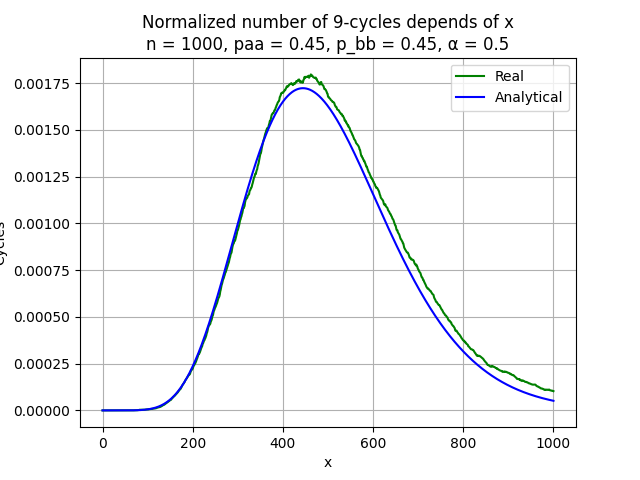 Normalized number of 9-cycles depends of x
n = 1000, paa = 0.45, p_bb = 0.45, α = 0.5
Real
Analytical
0.00175
0.00150
0.00125
0.00100
0.00075
0.00050
0.00025
0.00000
0 200 400 600 800 1000
x